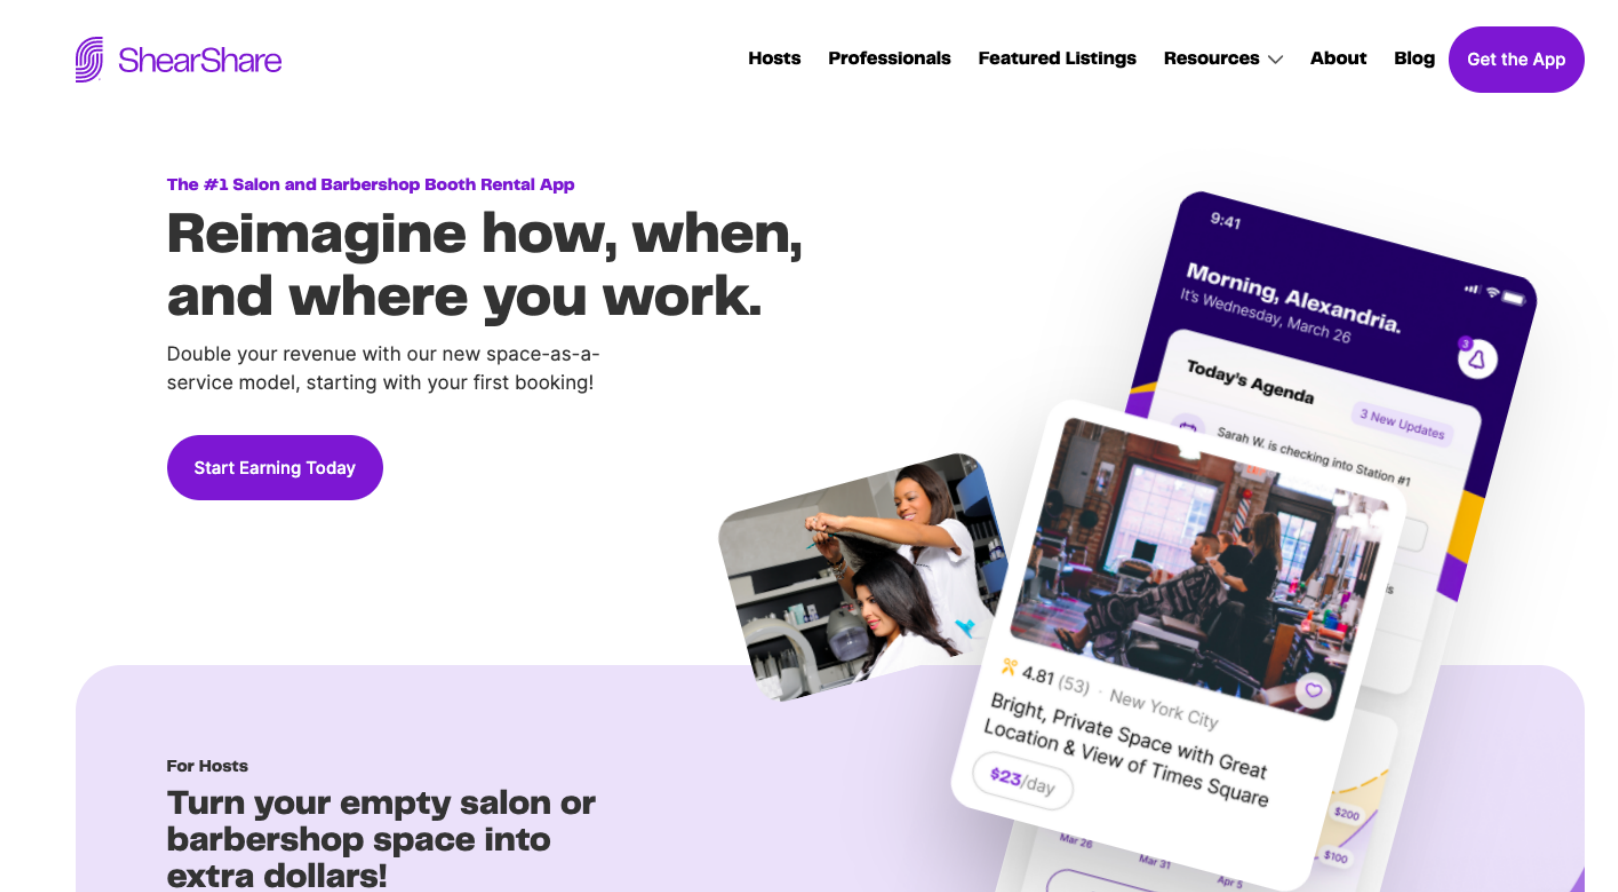 ShearShare
Hosts
Professionals
Featured Listings
Resources
About
Blog
Get the App
The #1 Salon and Barbershop Booth Rental App
Reimagine how, when,
and where you work.
Double your revenue with our new space-as-a-
service model, starting with your first booking!
Start Earning Today
9:41
Morning, Alexandria.
It's Wednesday, March 26
3
Today's Agenda
3 New Updates
Sarah W. is checking into Station #1
is
4.81 (53) · New York City
Bright, Private Space with Great
Location & View of Times Square
$23/day
$200
$100
Mar 26
Mar 31
Apr 5
For Hosts
Turn your empty salon or
barbershop space into
extra dollars!